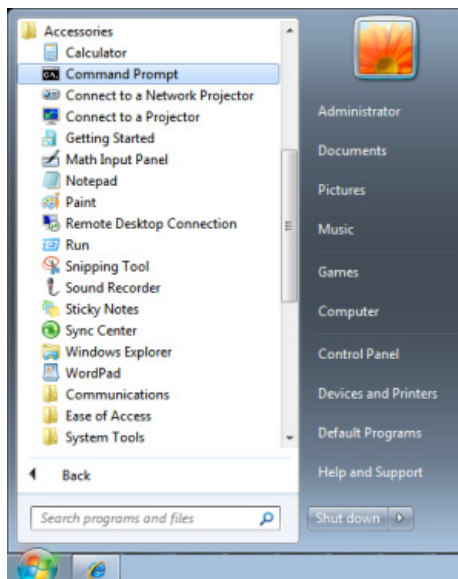 Accessories
Calculator
Command Prompt
Connect to a Network Projector
Connect to a Projector
Getting Started
Math Input Panel
Notepad
Paint
Remote Desktop Connection
Run
Snipping Tool
Sound Recorder
Sticky Notes
Sync Center
Windows Explorer
WordPad
Communications
Ease of Access
System Tools
Back
Search programs and files
Administrator
Documents
Pictures
Music
Games
Computer
Control Panel
Devices and Printers
Default Programs
Help and Support
Shut down